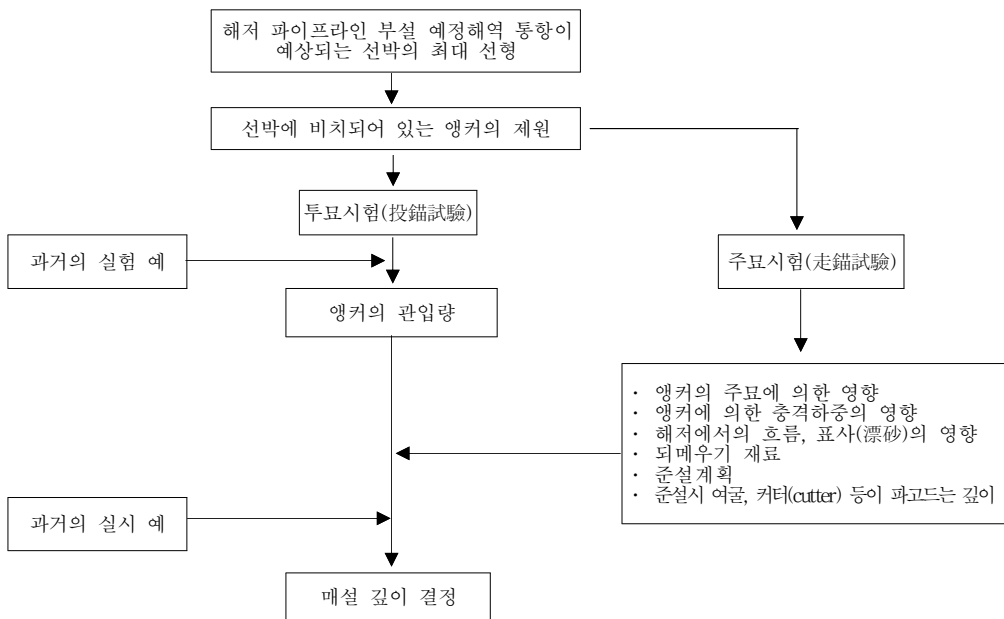 해저 파이프라인 부설 예정해역 통항이
예상되는 선박의 최대 선형
선박에 비치되어 있는 앵커의 제원
투묘시험(投錨試驗)
과거의 실험 예
주묘시험(走錨試驗)
앵커의 관입량
· 앵커의 주묘에 의한 영향
· 앵커에 의한 충격하중의 영향
· 해저에서의 흐름, 표사(漂砂)의 영향
· 되메우기 재료
· 준설계획
· 준설시 여굴, 커터(cutter) 등이 파고드는 깊이
과거의 실시 예
매설 깊이 결정